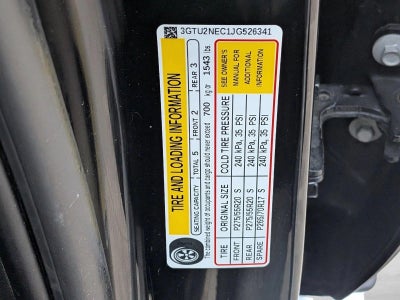 3GTU2NEC1JG526341
TIRE AND LOADING INFORMATION
SEATING CAPACITY | TOTAL 5 | FRONT 2 | REAR 3
The combined weight of occupants and cargo should never exceed 700 kg or 1543 lbs.
TIRE ORIGINAL SIZE COLD TIRE PRESSURE
FRONT P275/55R20 S 240 kPa, 35 PSI
REAR P275/55R20 S 240 kPa, 35 PSI
SPARE P265/70R17 S 240 kPa, 35 PSI
SEE OWNER'S
MANUAL FOR
ADDITIONAL
INFORMATION